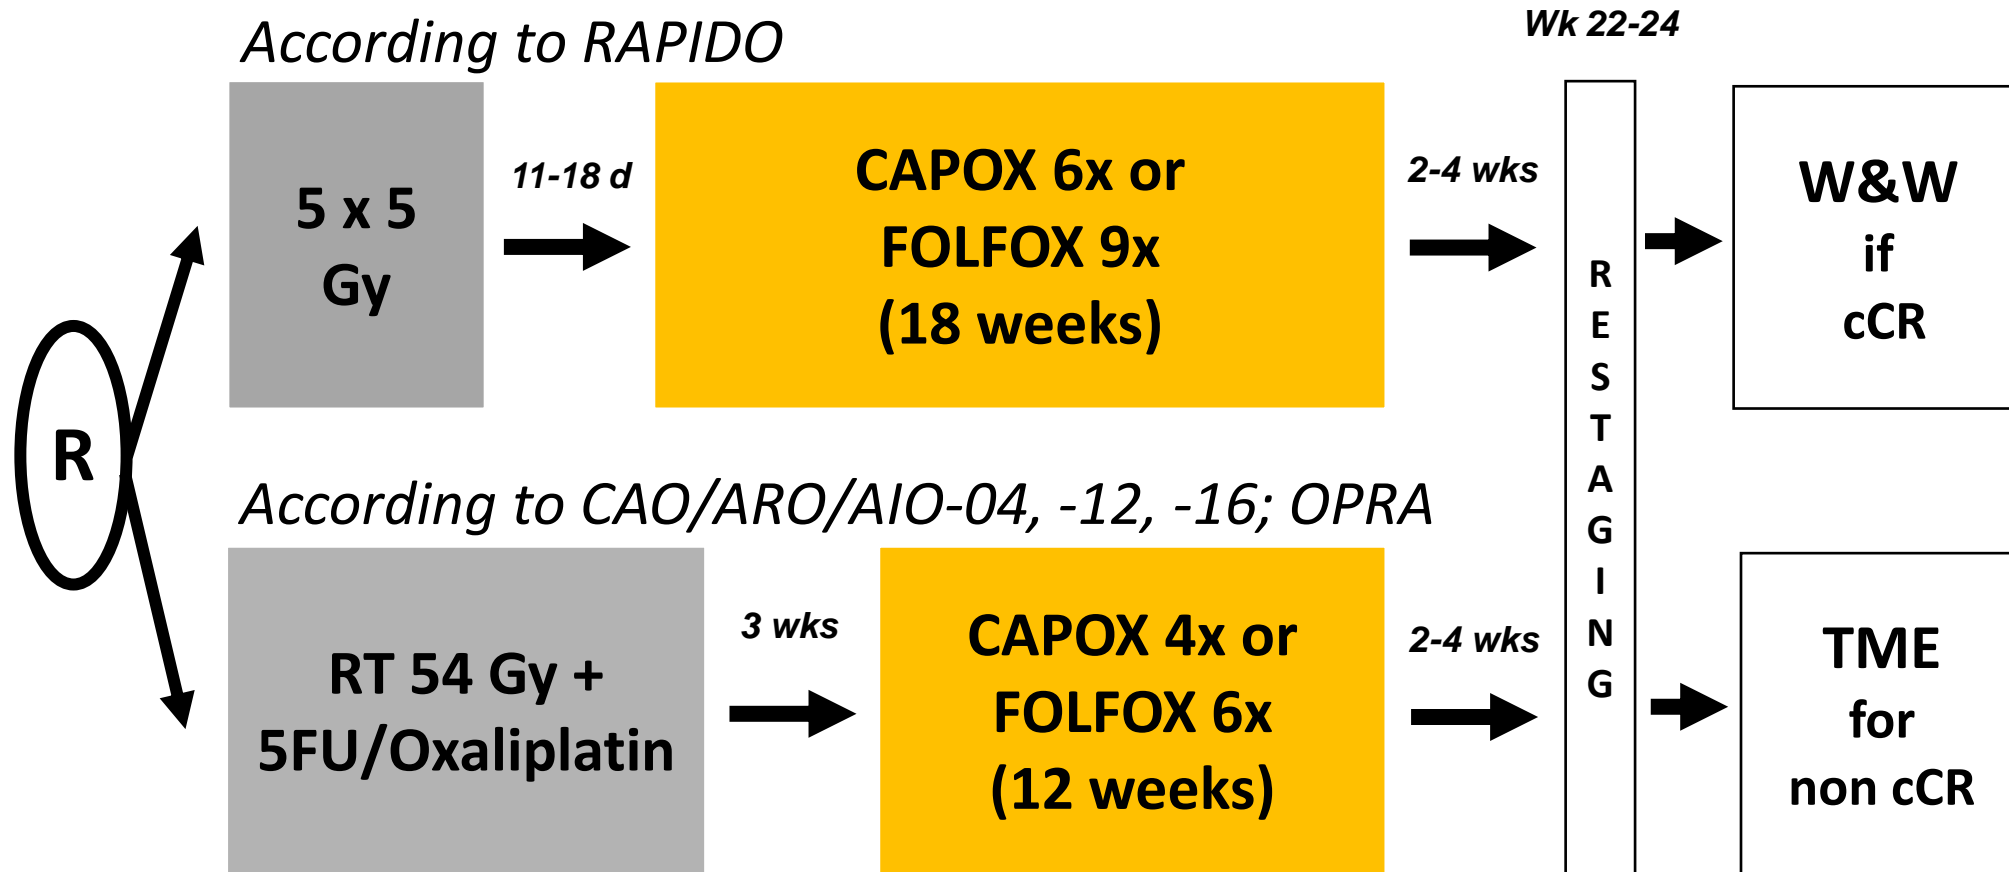 According to RAPIDO
Wk 22-24
5 x 5
Gy
11-18 d
CAPOX 6x or
FOLFOX 9x
(18 weeks)
2-4 wks
R
E
S
T
A
G
I
N
G
W&W
if
cCR
R
According to CAO/ARO/AIO-04, -12, -16; OPRA
RT 54 Gy +
5FU/Oxaliplatin
3 wks
CAPOX 4x or
FOLFOX 6x
(12 weeks)
2-4 wks
TME
for
non cCR